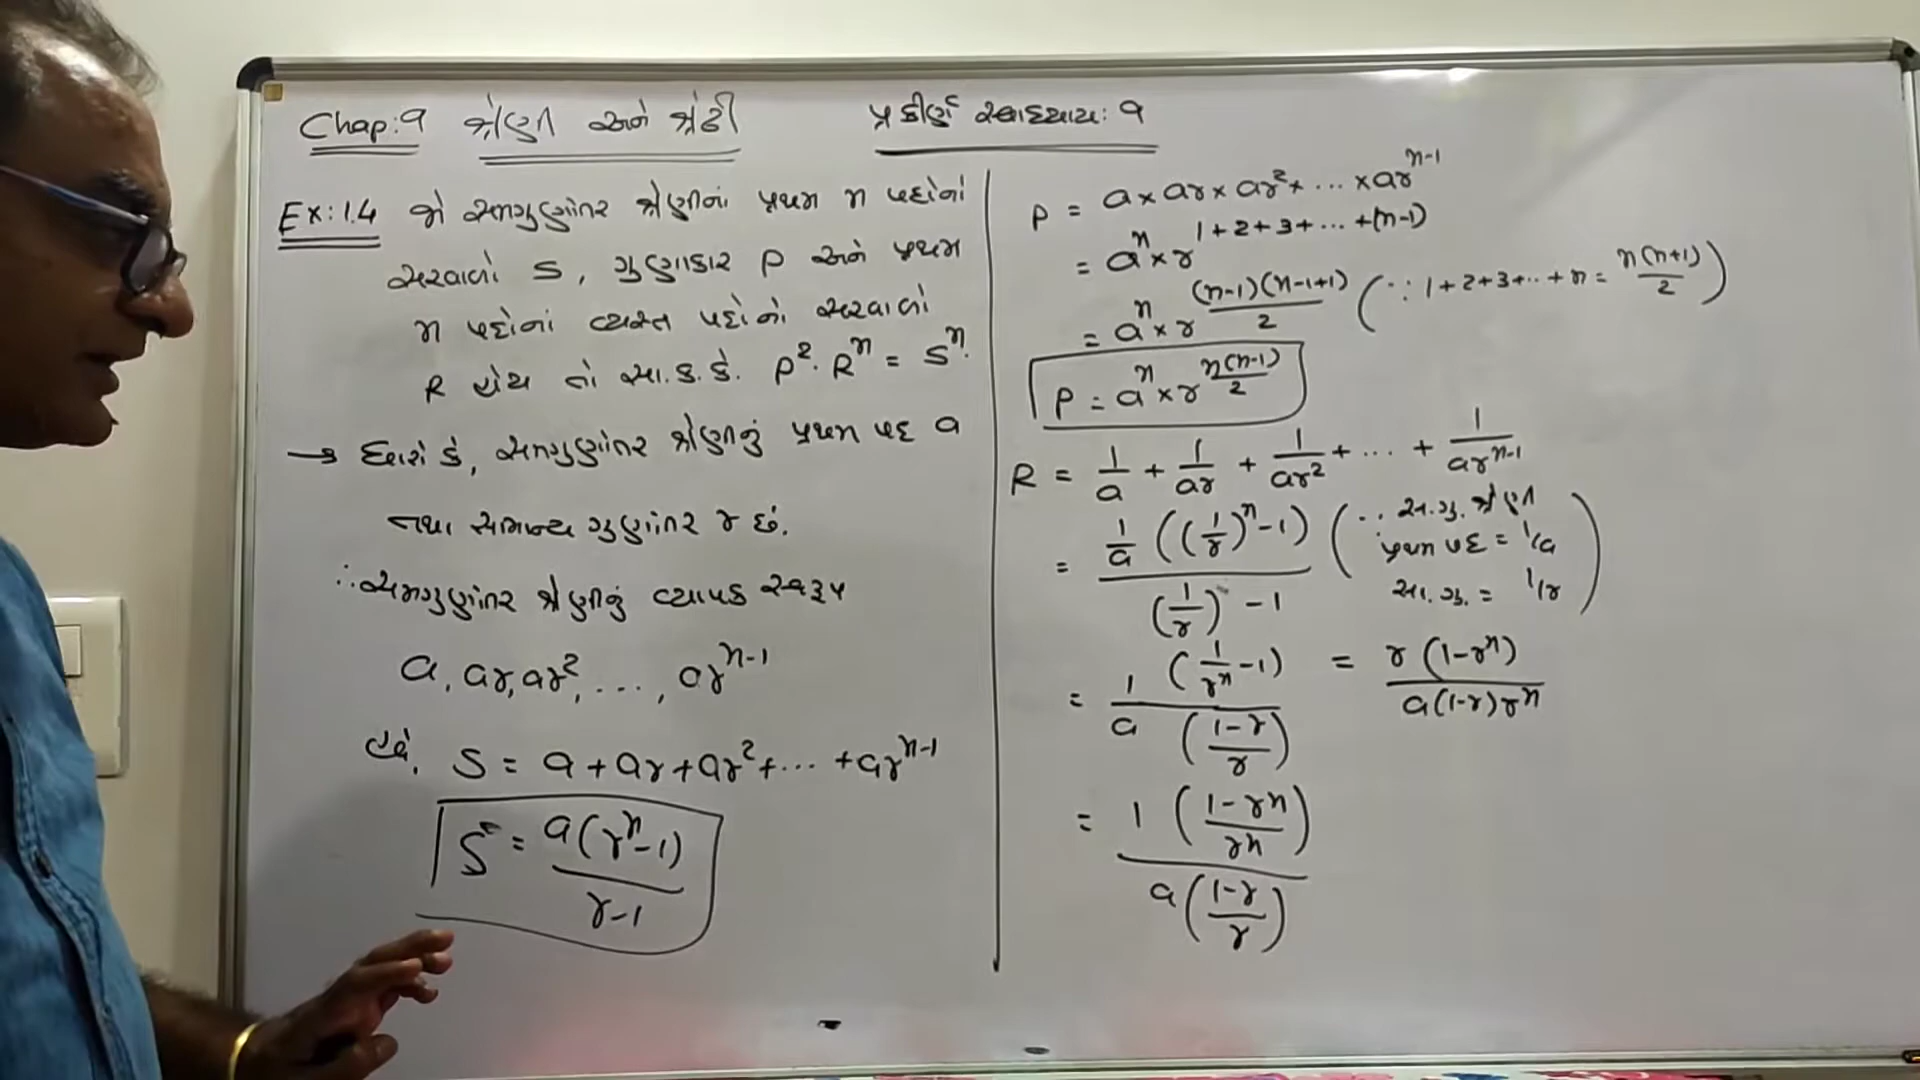 Chap: 9 શ્રેણી અને શ્રેઢી
પ્રકીર્ણ સ્વાધ્યાય: 9
Ex: 1.4 જો સમગુણોત્તર શ્રેણીનાં પ્રથમ n પદોનો
સરવાળો S, ગુણાકાર P અને પ્રથમ
n પદોનાં વ્યસ્ત પદોનો સરવાળો
R હોય તો સા.ક.કે. P². Rⁿ = Sⁿ.
→ ધારો કે, સમગુણોત્તર શ્રેણીનું પ્રથમ પદ a
તથા સામાન્ય ગુણોત્તર r છે.
∴ સમગુણોત્તર શ્રેણીનું વ્યાપક સ્વરૂપ
a, ar, ar², ..., ar^(n-1)
હવે, S = a + ar + ar² + ... + ar^(n-1)
S = a(rⁿ-1) / r-1
P = a × ar × ar² × ... × ar^(n-1)
= aⁿ × r^(1+2+3+...+(n-1))
= aⁿ × r^((n-1)(n-1+1)/2) (∵ 1+2+3+..+n = n(n+1)/2)
P = aⁿ × r^(n(n-1)/2)
R = 1/a + 1/ar + 1/ar² + ... + 1/ar^(n-1)
= 1/a ((1/r)ⁿ - 1) / (1/r) - 1 (∵ સ.ગુ. શ્રેણી
પ્રથમ પદ = 1/a
સા.ગુ. = 1/r)
= 1/a (1/rⁿ - 1) / ((1-r)/r) = r(1-rⁿ) / a(1-r)rⁿ
= 1 ((1-rⁿ)/rⁿ) / a((1-r)/r)